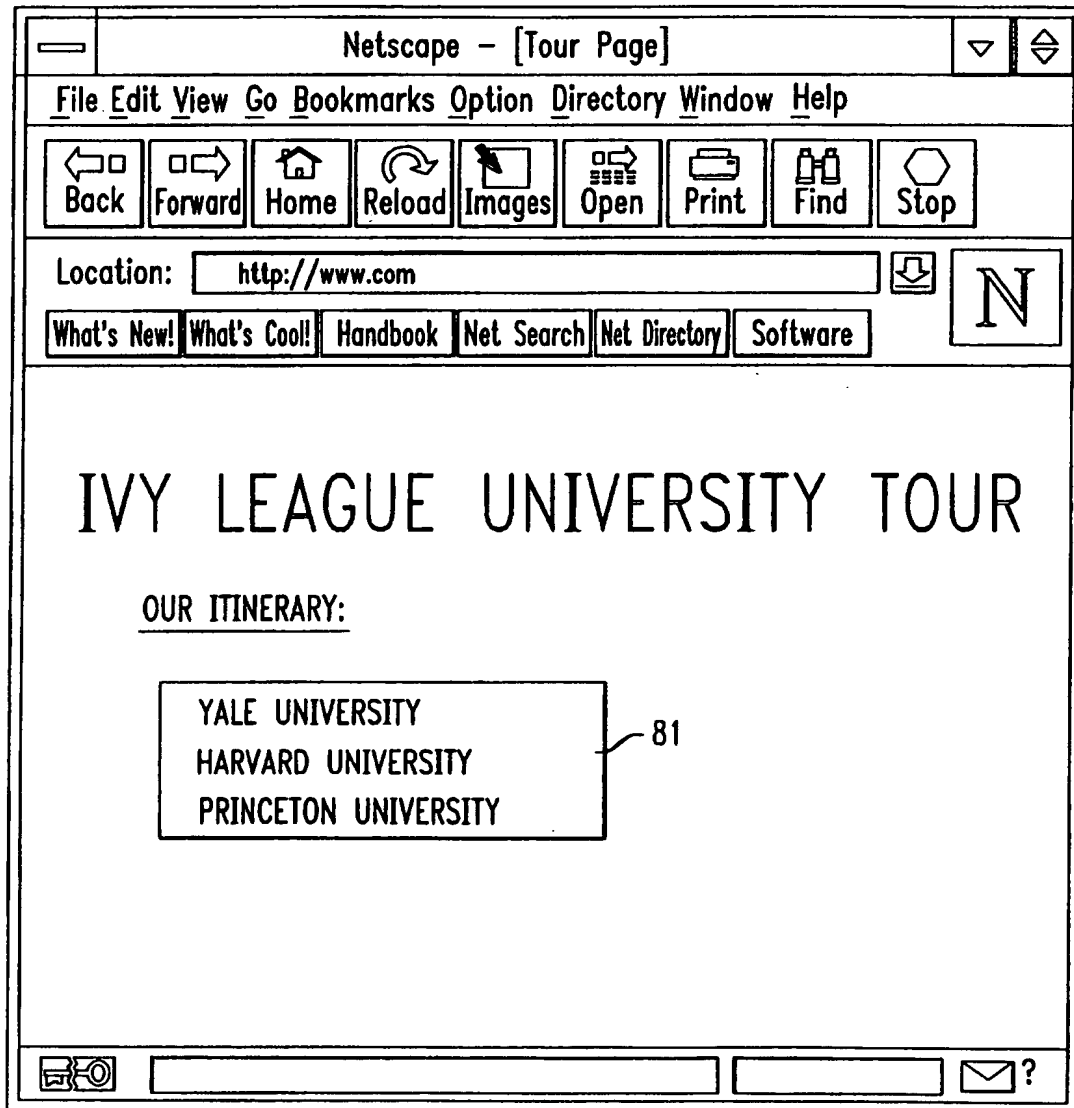 Netscape – [Tour Page]
File Edit View Go Bookmarks Option Directory Window Help
Back Forward Home Reload Images Open Print Find Stop
Location: http://www.com
N
What's New! What's Cool! Handbook Net Search Net Directory Software
IVY LEAGUE UNIVERSITY TOUR
OUR ITINERARY:
YALE UNIVERSITY
81
HARVARD UNIVERSITY
PRINCETON UNIVERSITY
?